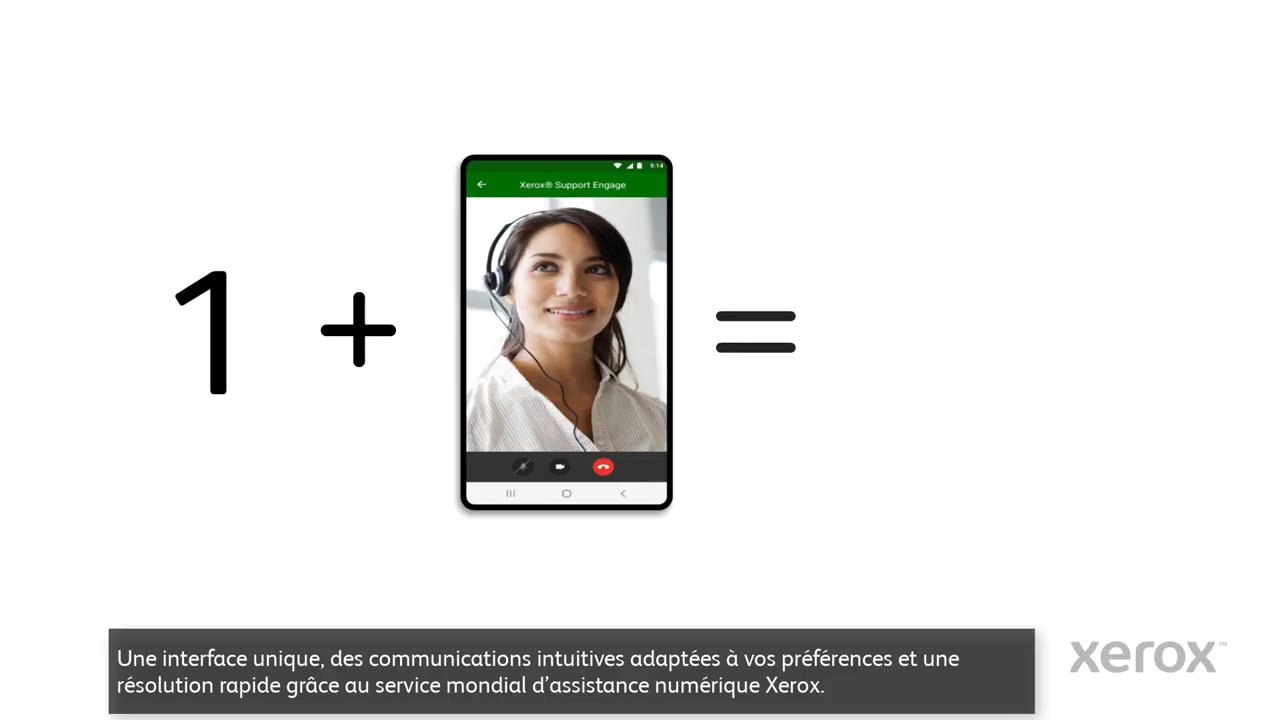 9:14
Xerox® Support Engage
1 + =
Une interface unique, des communications intuitives adaptées à vos préférences et une
résolution rapide grâce au service mondial d’assistance numérique Xerox.
xerox™